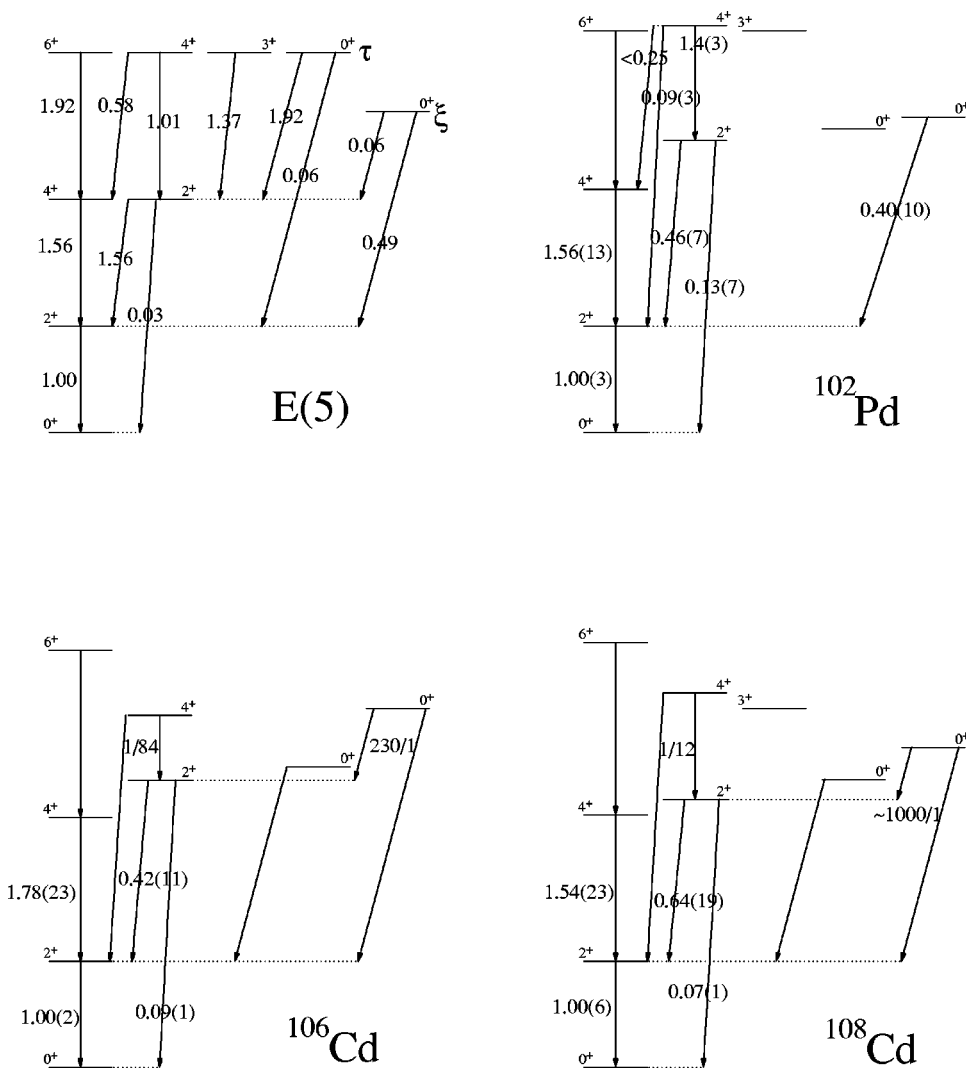 6+ 4+ 3+ 0+ τ
0+ ξ
1.92 0.58 1.01 1.37 1.92 0.06
0.06
4+ 2+
1.56 1.56 0.49
0.03
2+
1.00
E(5)
0+
6+ 4+ 3+
<0.25 1.4(3)
0.09(3)
2+ 0+ 0+
4+
1.56(13) 0.46(7) 0.40(10)
0.13(7)
2+
1.00(3)
102Pd
0+
6+
4+ 0+
1/84 230/1
2+ 0+
4+
1.78(23) 0.42(11)
2+
1.00(2) 0.09(1)
106Cd
0+
6+
4+ 3+
1/12 0+
2+ 0+
4+ ~1000/1
1.54(23) 0.64(19)
2+
1.00(6) 0.07(1)
108Cd
0+